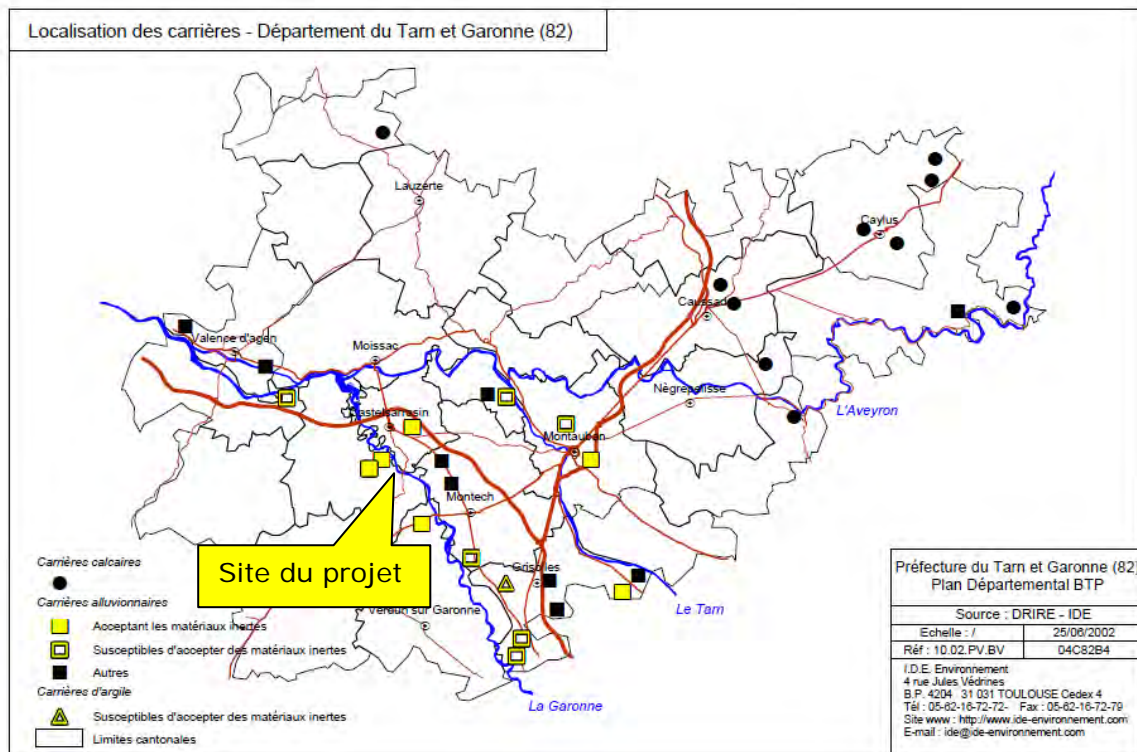 Localisation des carrières - Département du Tarn et Garonne (82)
Lauzerte
Caylus
Caussade
Valence d'agen
Moissac
Nègrepelisse
L'Aveyron
Castelsarrasin
Montauban
Montech
Site du projet
Grisolles
Verdun sur Garonne
Le Tarn
La Garonne
Carrières calcaires
Carrières alluvionnaires
Acceptant les matériaux inertes
Susceptibles d'accepter des matériaux inertes
Autres
Carrières d'argile
Susceptibles d'accepter des matériaux inertes
Limites cantonales
Préfecture du Tarn et Garonne (82)
Plan Départemental BTP
Source : DRIRE - IDE
Echelle : / 25/06/2002
Réf : 10.02.PV.BV 04C82B4
I.D.E. Environnement
4 rue Jules Védrines
B.P. 4204 31 031 TOULOUSE Cedex 4
Tél : 05-62-16-72-72- Fax : 05-62-16-72-79
Site www : http://www.ide-environnement.com
E-mail : ide@ide-environnement.com